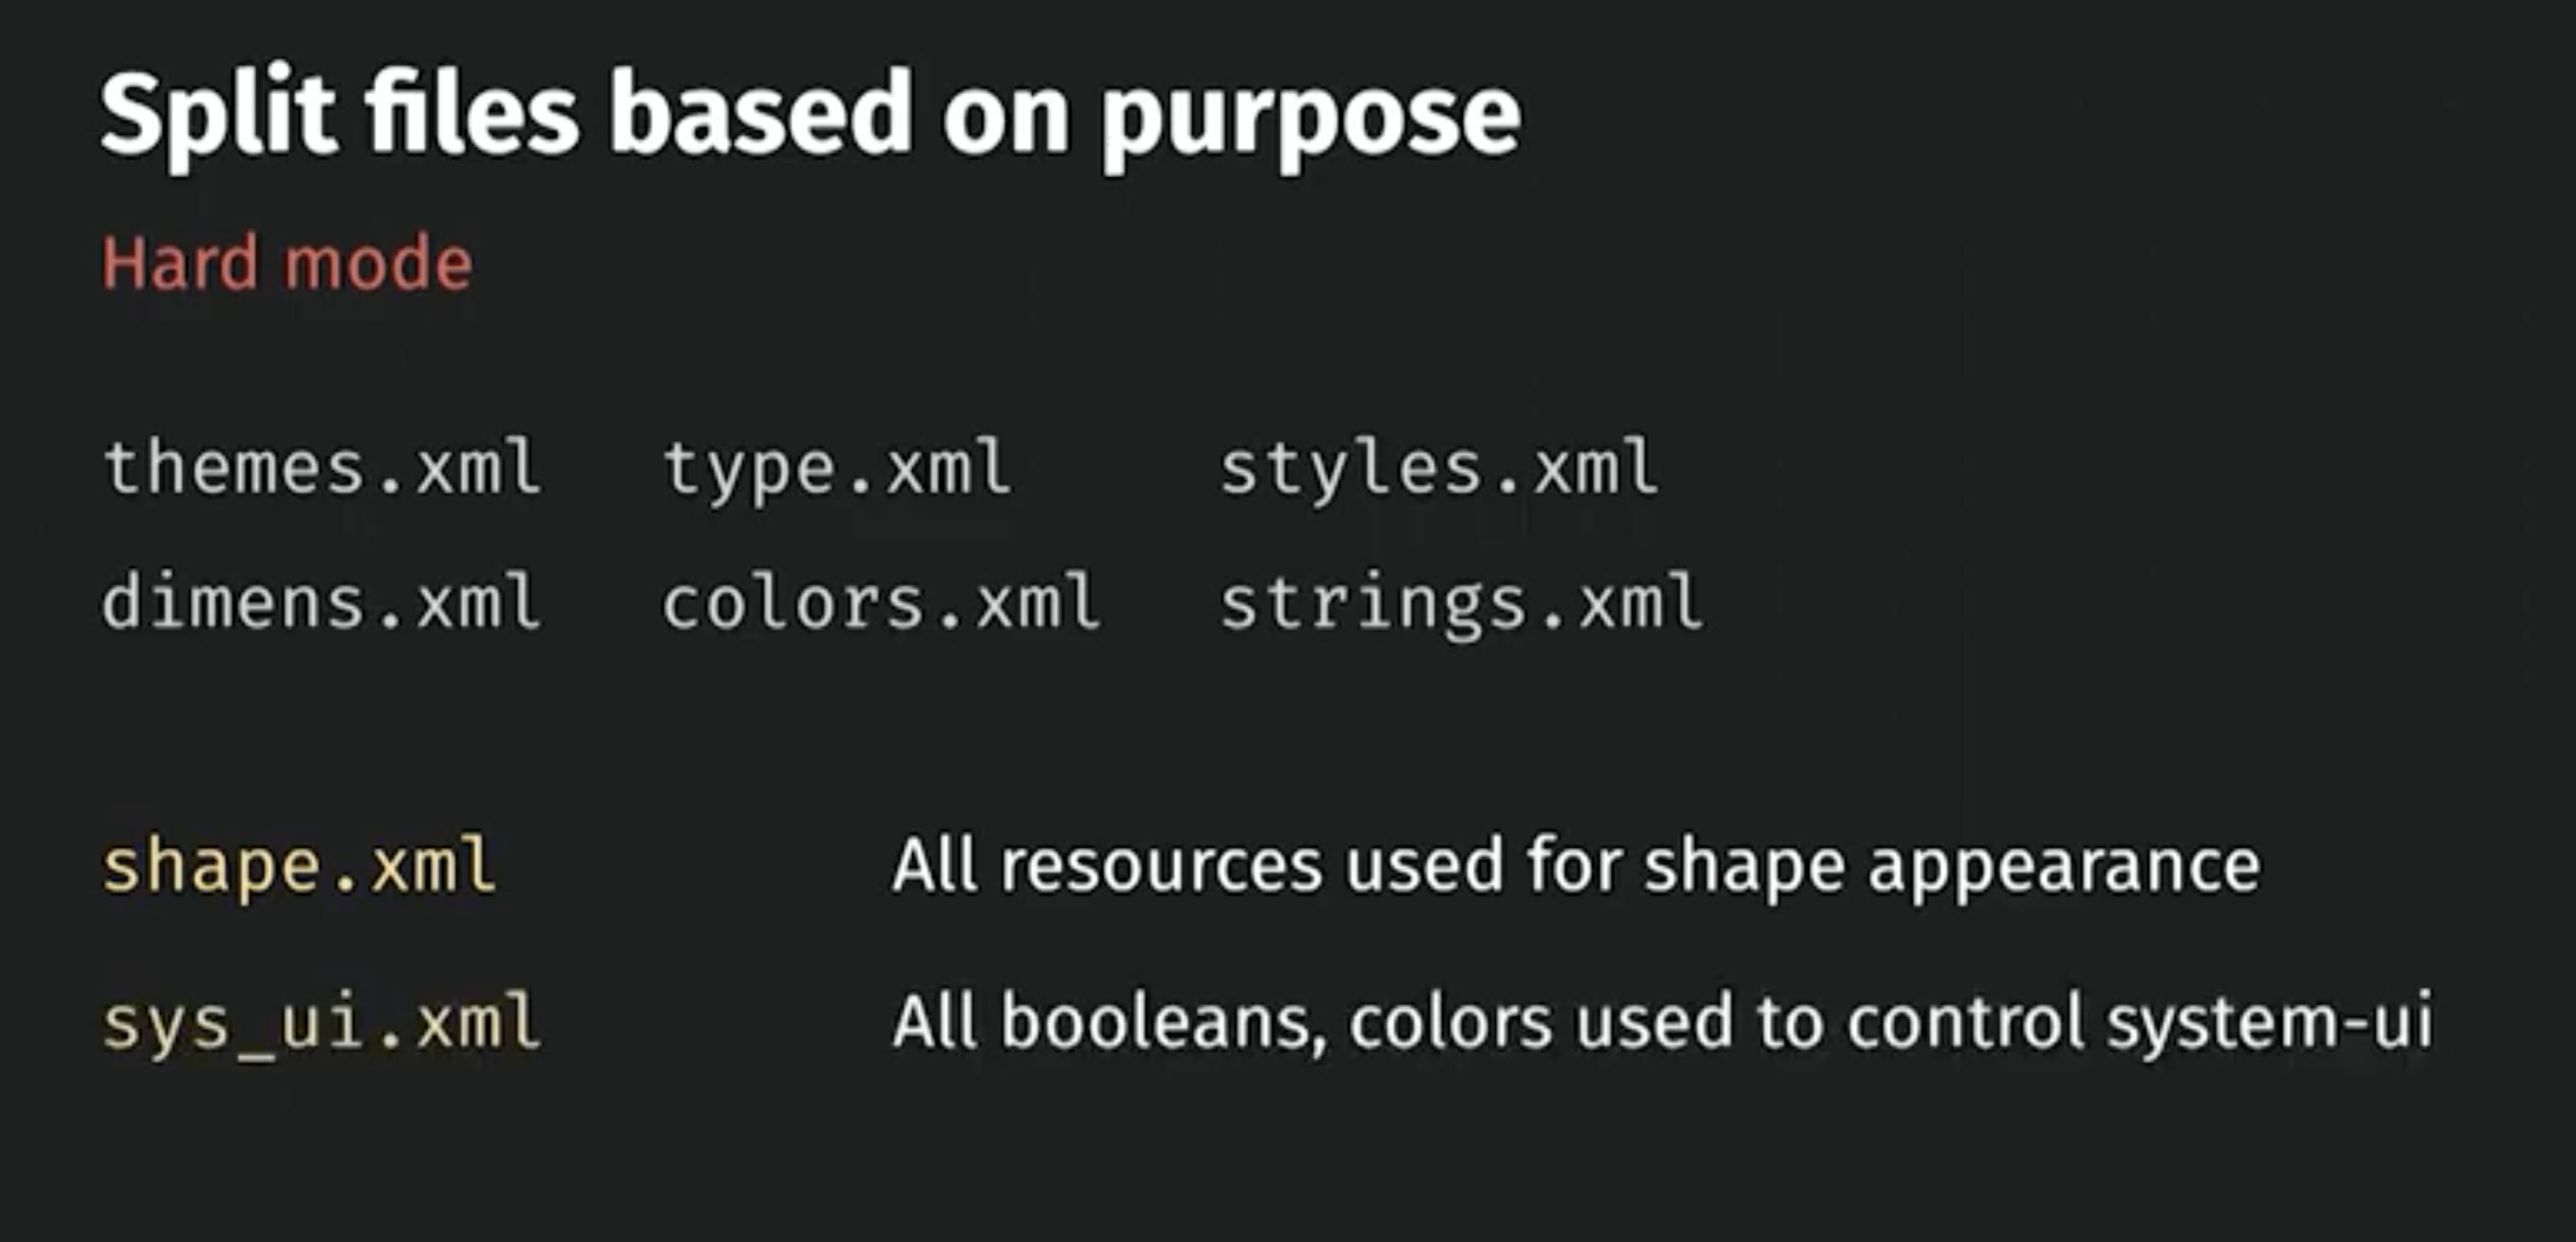 Split files based on purpose
Hard mode
themes.xml type.xml styles.xml
dimens.xml colors.xml strings.xml
shape.xml All resources used for shape appearance
sys_ui.xml All booleans, colors used to control system-ui